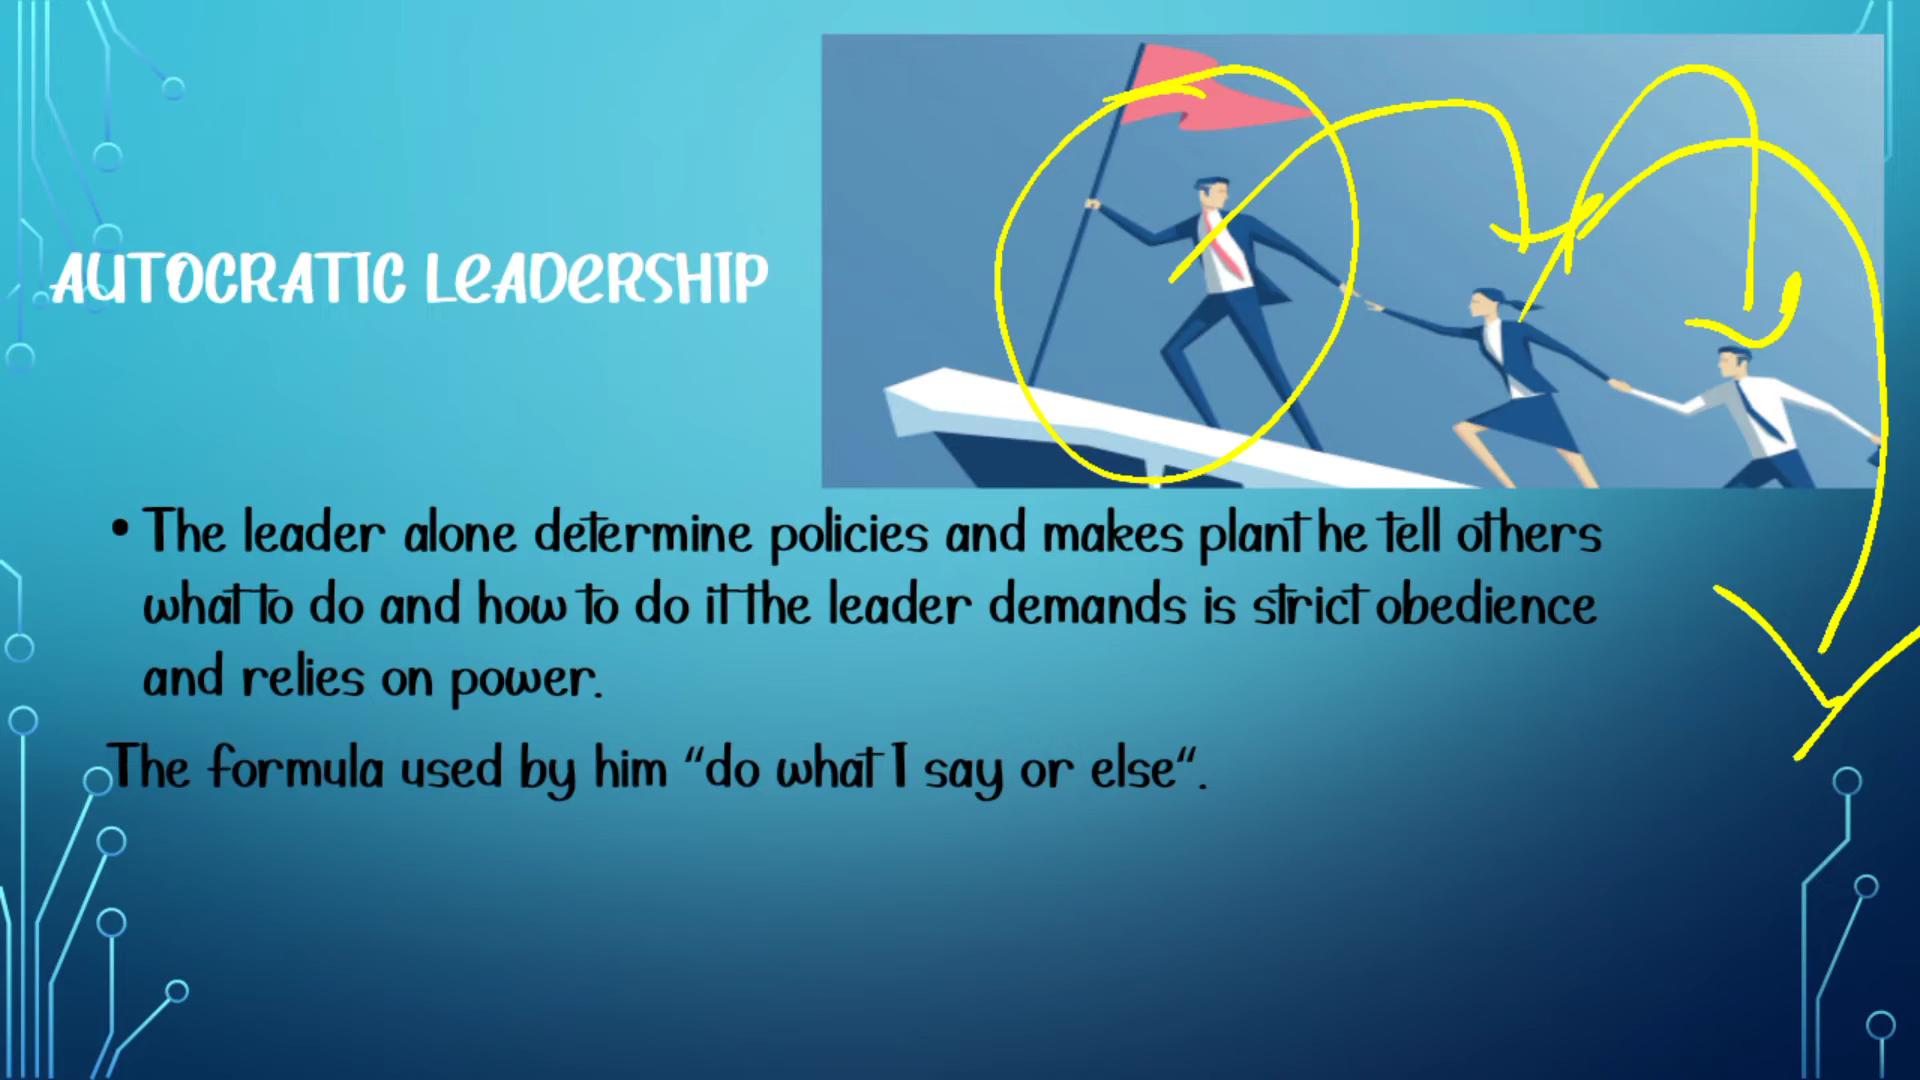 AUTOCRATIC LEADERSHIP
• The leader alone determine policies and makes plant he tell others
what to do and how to do it the leader demands is strict obedience
and relies on power.
The formula used by him “do what I say or else“.